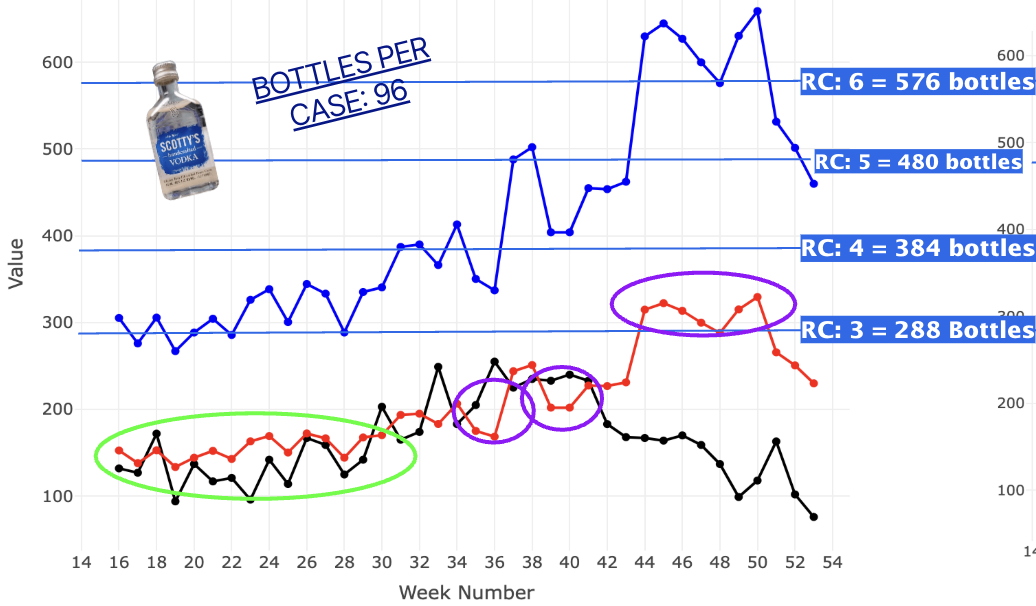 BOTTLES PER
CASE: 96
SCOTTY'S
VODKA
RC: 6 = 576 bottles
RC: 5 = 480 bottles
RC: 4 = 384 bottles
RC: 3 = 288 Bottles
Value
600
500
400
300
200
100
14 16 18 20 22 24 26 28 30 32 34 36 38 40 42 44 46 48 50 52 54
Week Number
600
500
400
300
200
100
14